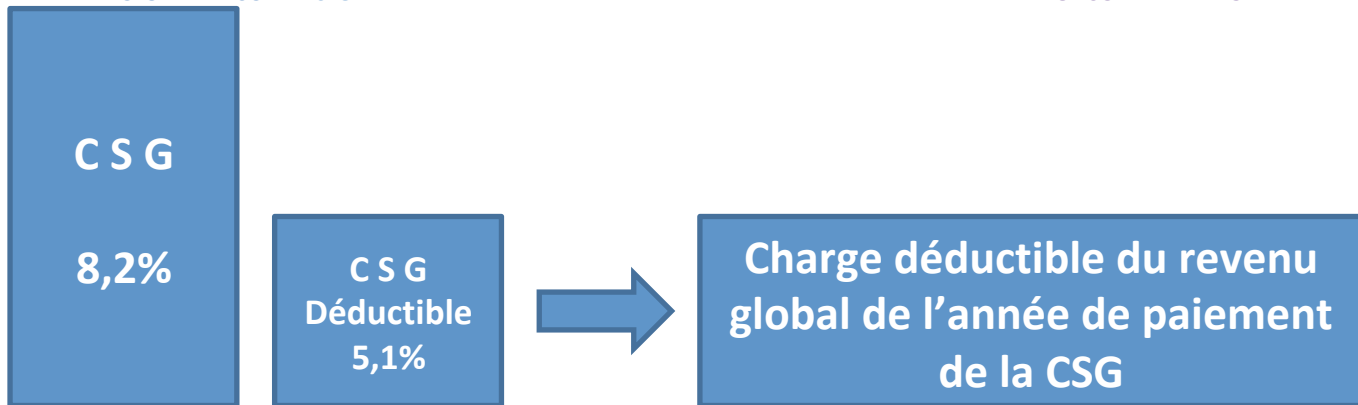 C S G
8,2%
C S G
Déductible
5,1%
Charge déductible du revenu
global de l’année de paiement
de la CSG